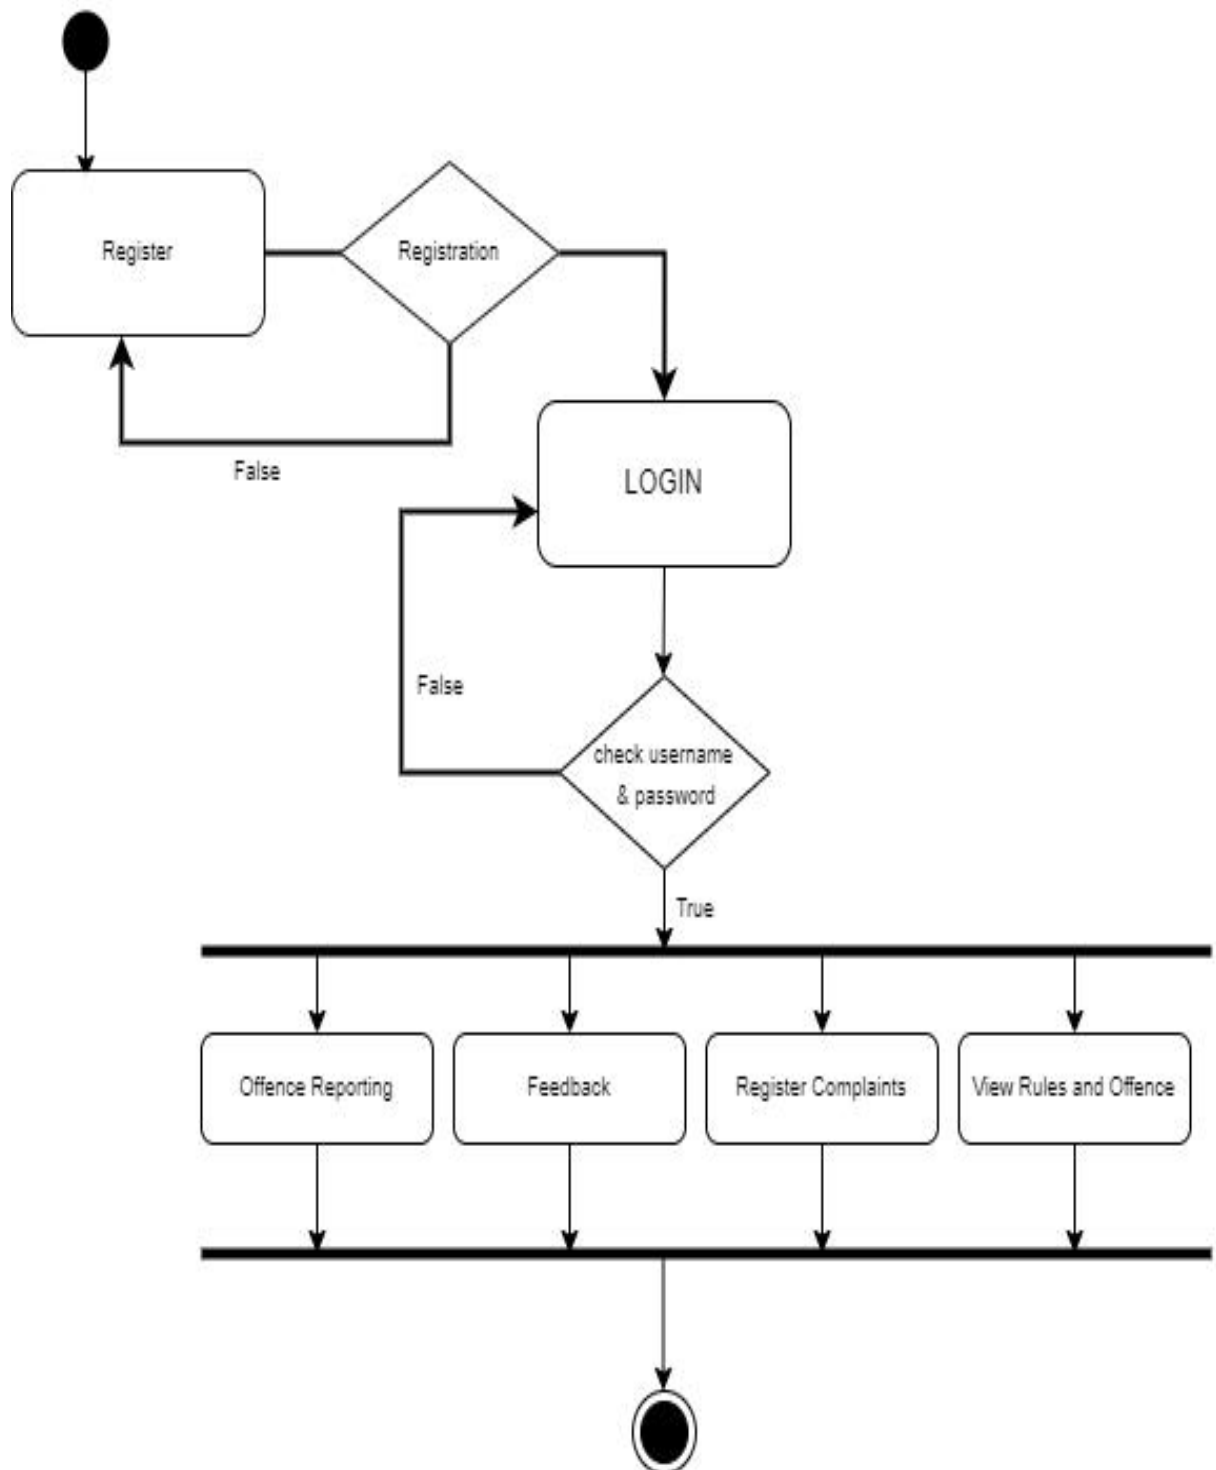 Register
Registration
False
LOGIN
False
check username
& password
True
Offence Reporting
Feedback
Register Complaints
View Rules and Offence